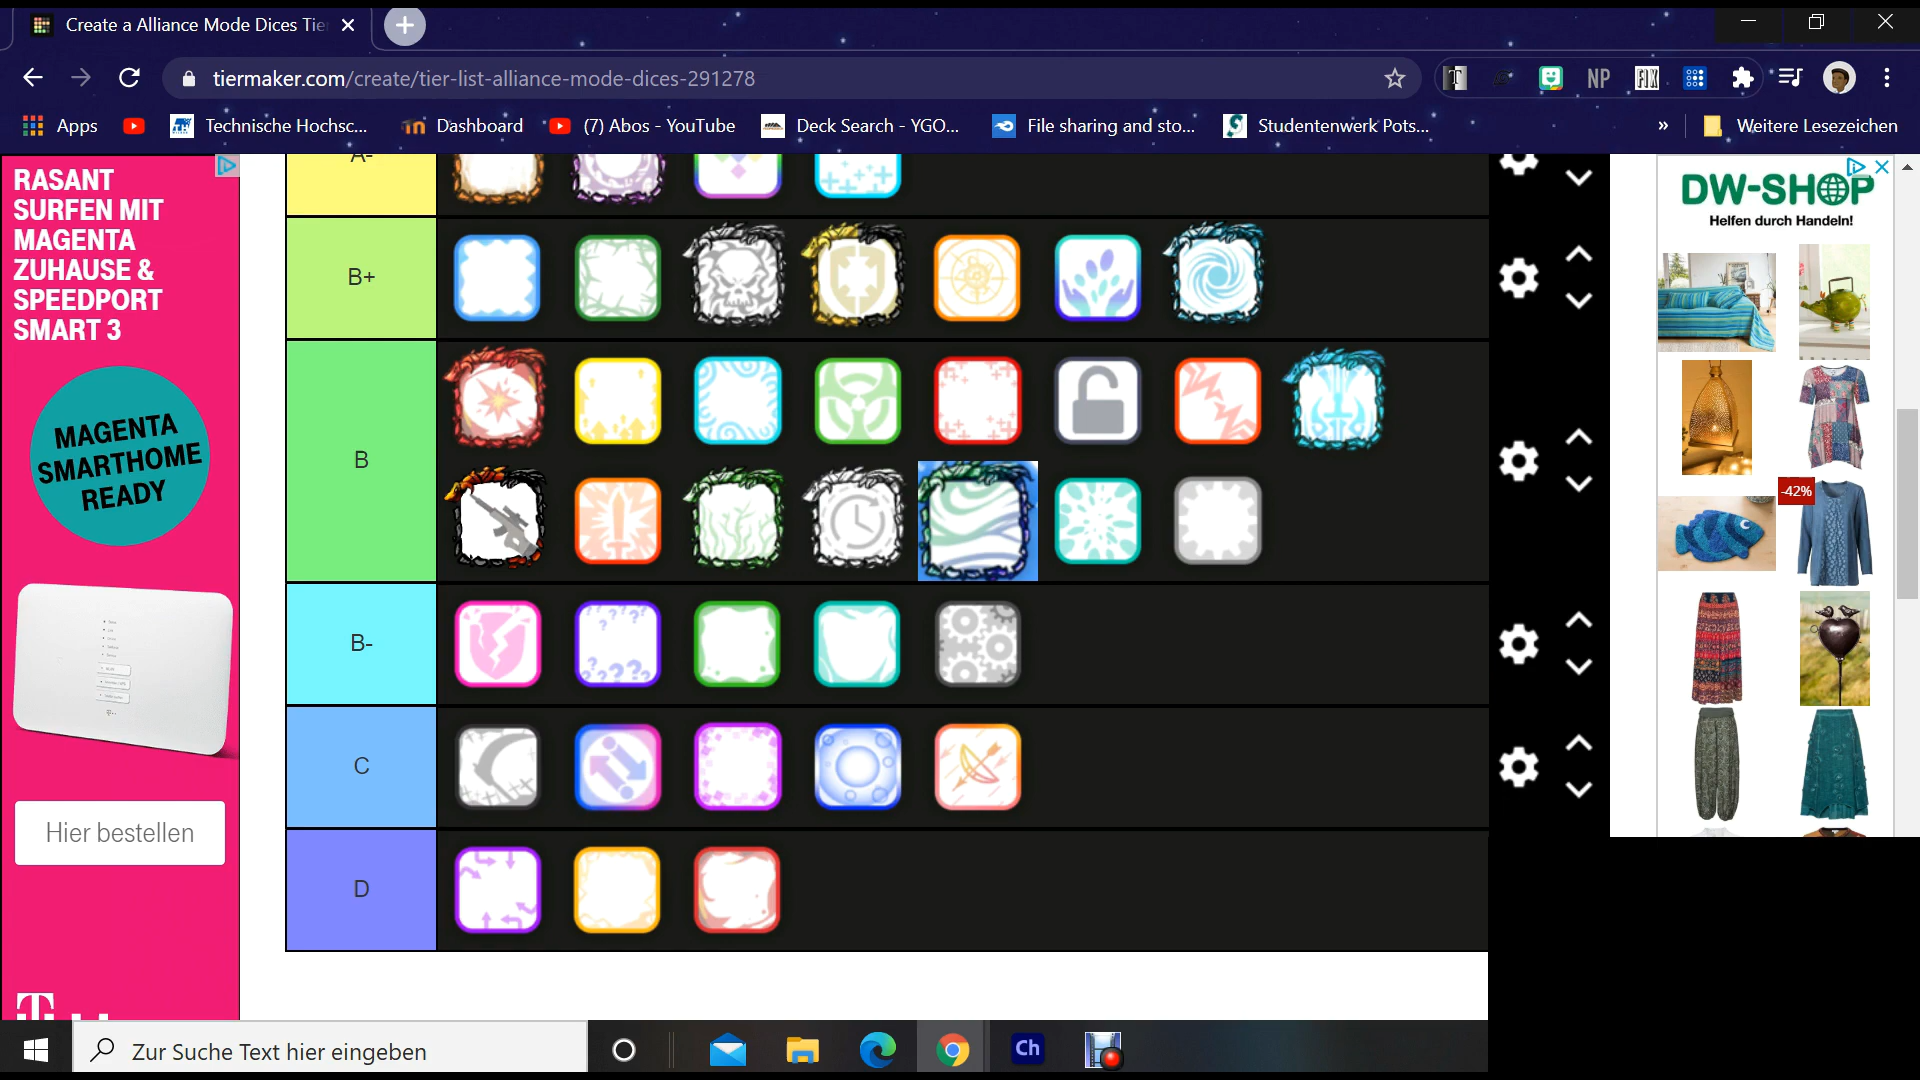 Create a Alliance Mode Dices Tie
tiermaker.com/create/tier-list-alliance-mode-dices-291278
NP
FIX
Apps
Technische Hochsc...
Dashboard
(7) Abos - YouTube
Deck Search - YGO...
File sharing and sto...
Studentenwerk Pots...
»
Weitere Lesezeichen
RASANT
SURFEN MIT
MAGENTA
ZUHAUSE &
SPEEDPORT
SMART 3
MAGENTA
SMARTHOME
READY
Hier bestellen
A-
B+
B
B-
C
D
DW-SHOP
Helfen durch Handeln!
-42%
Zur Suche Text hier eingeben
Ch